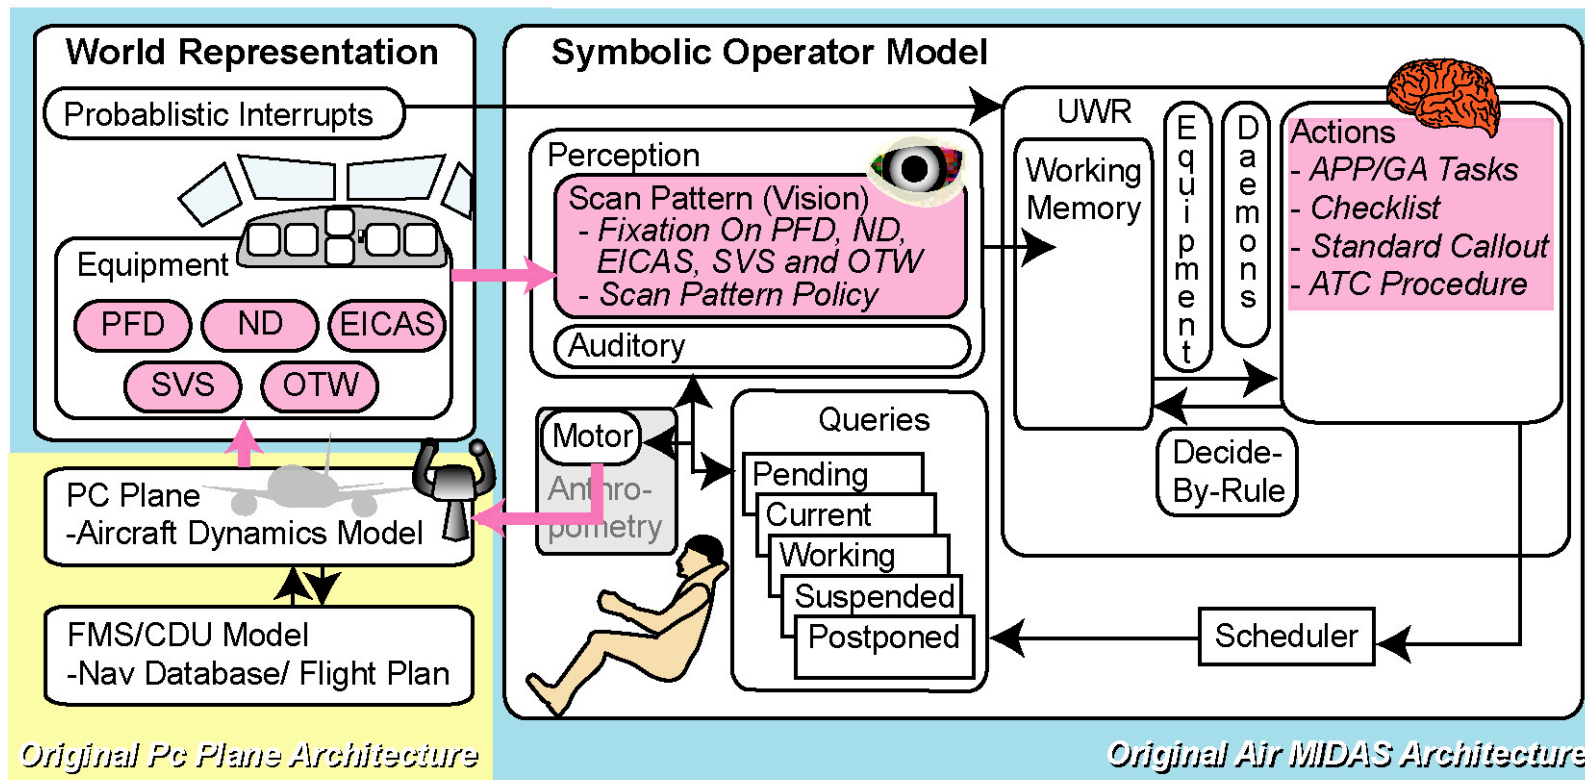 World Representation
Probablistic Interrupts
Equipment
PFD
ND
EICAS
SVS
OTW
PC Plane
-Aircraft Dynamics Model
FMS/CDU Model
-Nav Database/ Flight Plan
Original Pc Plane Architecture
Symbolic Operator Model
Perception
Scan Pattern (Vision)
- Fixation On PFD, ND,
EICAS, SVS and OTW
- Scan Pattern Policy
Auditory
Motor
Anthro-
pometry
Queries
Pending
Current
Working
Suspended
Postponed
UWR
Working
Memory
Equipment
Daemons
Actions
- APP/GA Tasks
- Checklist
- Standard Callout
- ATC Procedure
Decide-
By-Rule
Scheduler
Original Air MIDAS Architecture